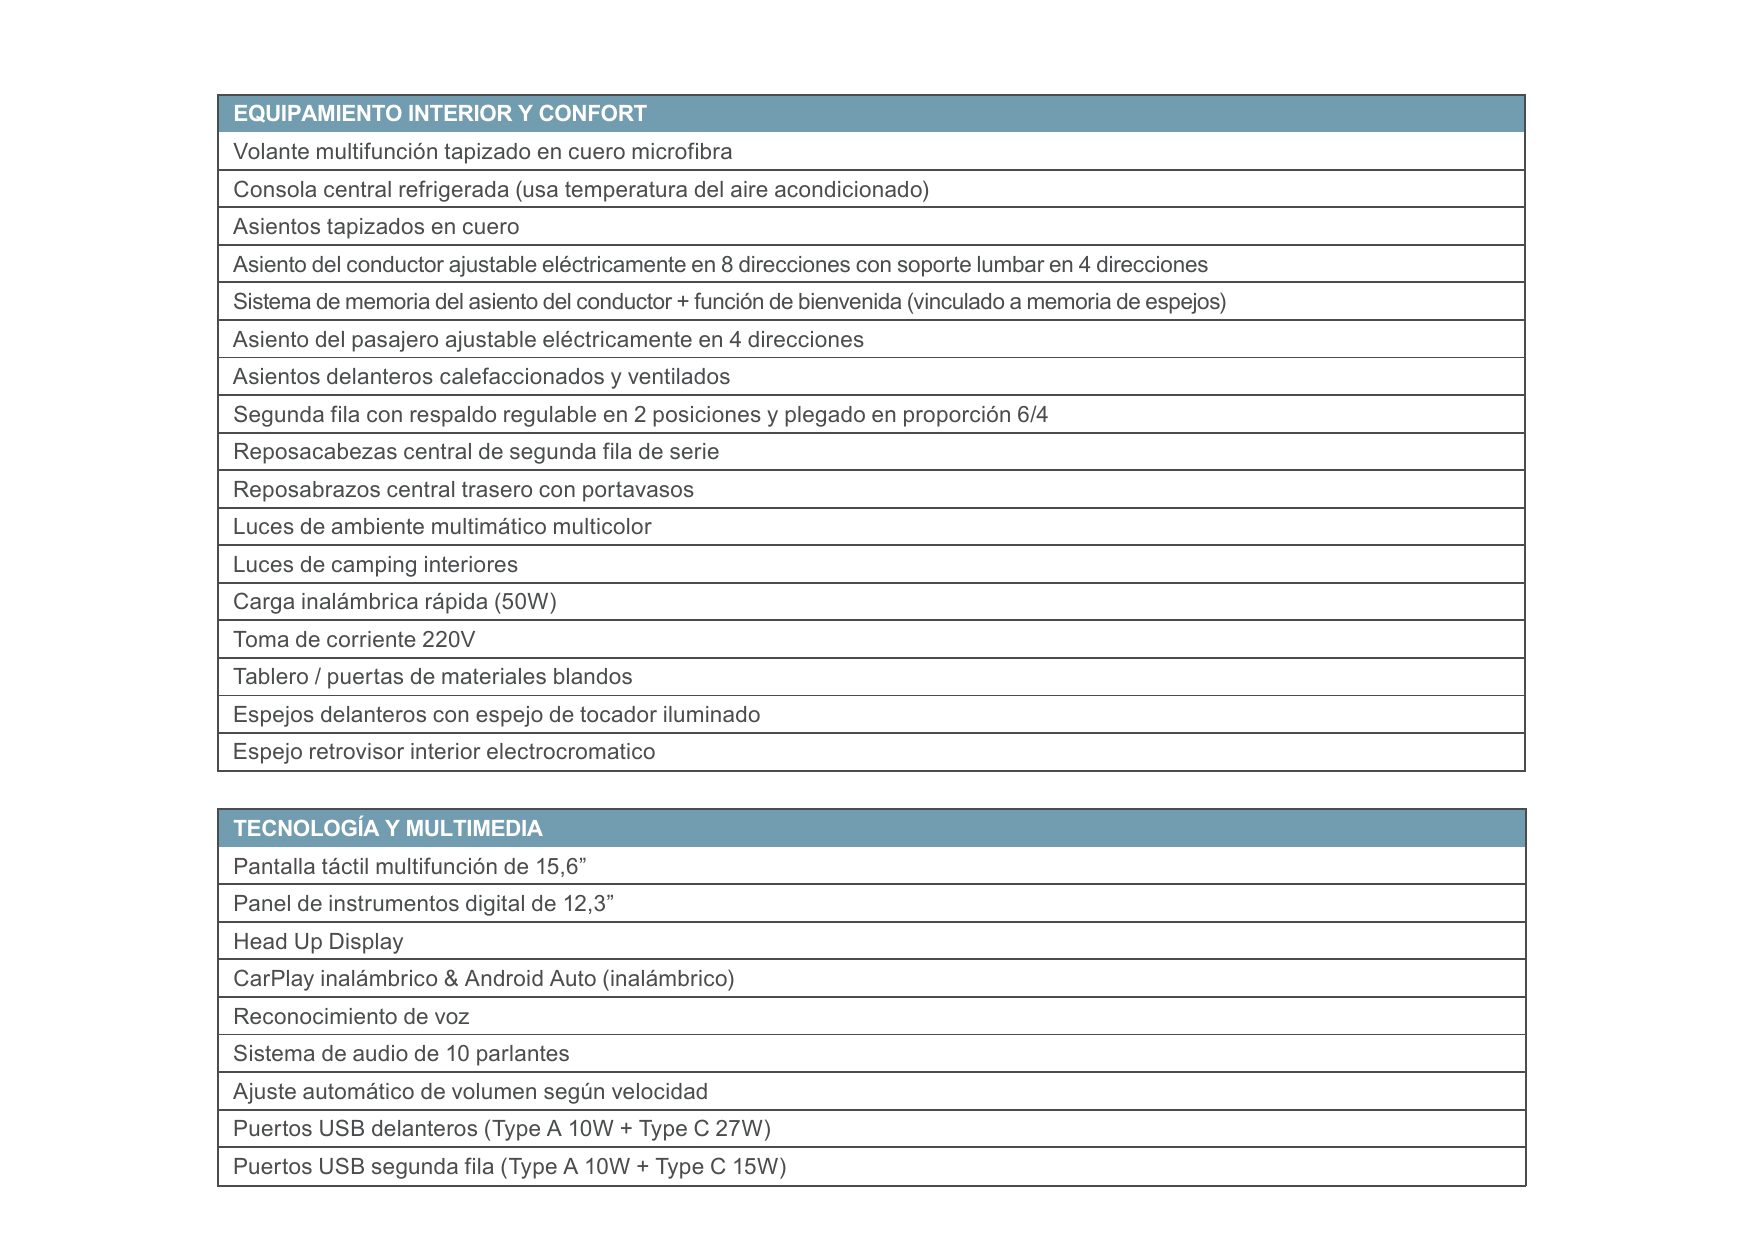 EQUIPAMIENTO INTERIOR Y CONFORT
Volante multifunción tapizado en cuero microfibra
Consola central refrigerada (usa temperatura del aire acondicionado)
Asientos tapizados en cuero
Asiento del conductor ajustable eléctricamente en 8 direcciones con soporte lumbar en 4 direcciones
Sistema de memoria del asiento del conductor + función de bienvenida (vinculado a memoria de espejos)
Asiento del pasajero ajustable eléctricamente en 4 direcciones
Asientos delanteros calefaccionados y ventilados
Segunda fila con respaldo regulable en 2 posiciones y plegado en proporción 6/4
Reposacabezas central de segunda fila de serie
Reposabrazos central trasero con portavasos
Luces de ambiente multimático multicolor
Luces de camping interiores
Carga inalámbrica rápida (50W)
Toma de corriente 220V
Tablero / puertas de materiales blandos
Espejos delanteros con espejo de tocador iluminado
Espejo retrovisor interior electrocromatico
TECNOLOGÍA Y MULTIMEDIA
Pantalla táctil multifunción de 15,6”
Panel de instrumentos digital de 12,3”
Head Up Display
CarPlay inalámbrico & Android Auto (inalámbrico)
Reconocimiento de voz
Sistema de audio de 10 parlantes
Ajuste automático de volumen según velocidad
Puertos USB delanteros (Type A 10W + Type C 27W)
Puertos USB segunda fila (Type A 10W + Type C 15W)